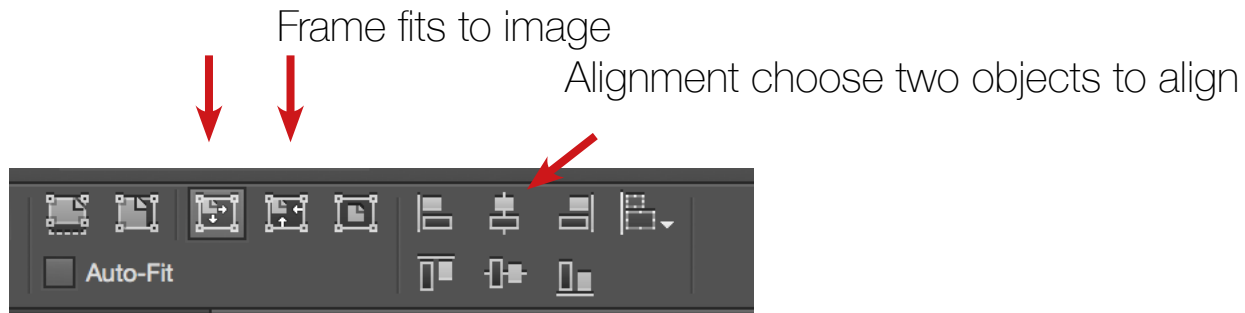 Frame fits to image
Alignment choose two objects to align
Auto-Fit